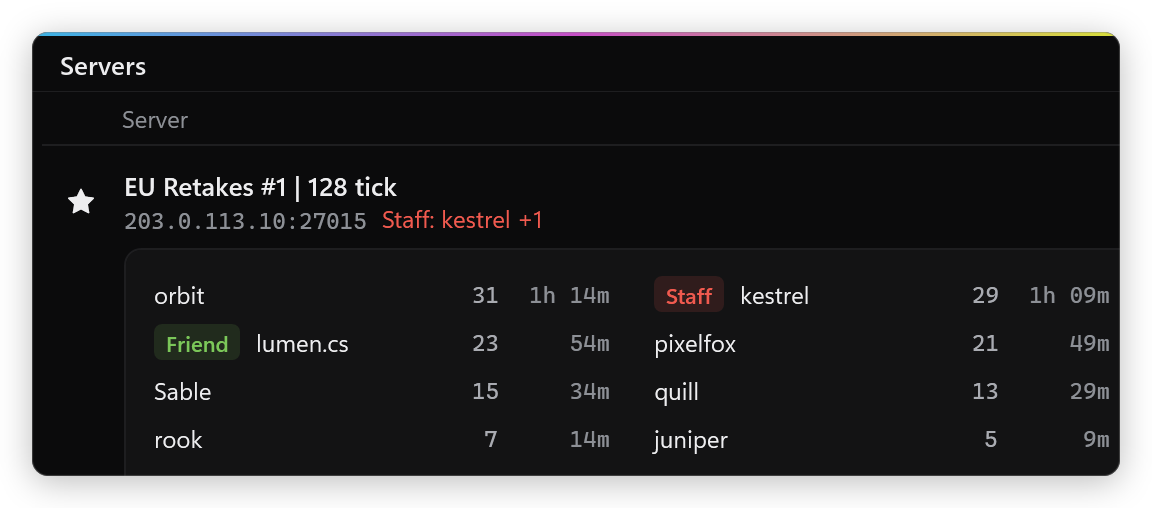 Servers
Server
EU Retakes #1 | 128 tick
203.0.113.10:27015 Staff: kestrel +1
orbit 31 1h 14m Staff kestrel 29 1h 09m
Friend lumen.cs 23 54m pixelfox 21 49m
Sable 15 34m quill 13 29m
rook 7 14m juniper 5 9m